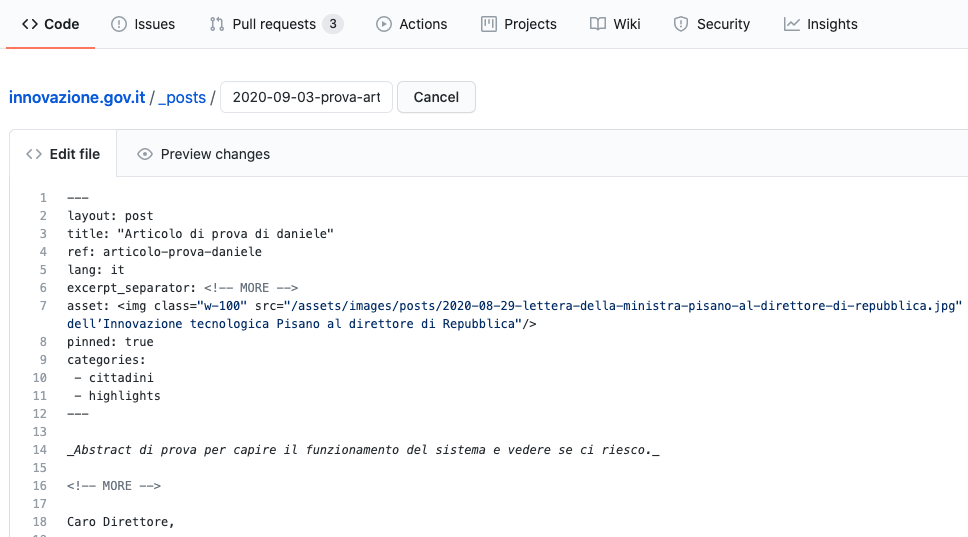 Code Issues Pull requests 3 Actions Projects Wiki Security Insights
innovazione.gov.it / _posts / 2020-09-03-prova-art Cancel
Edit file Preview changes
1 ---
2 layout: post
3 title: "Articolo di prova di daniele"
4 ref: articolo-prova-daniele
5 lang: it
6 excerpt_separator: <!-- MORE -->
7 asset: <img class="w-100" src="/assets/images/posts/2020-08-29-lettera-della-ministra-pisano-al-direttore-di-repubblica.jpg"
dell’Innovazione tecnologica Pisano al direttore di Repubblica"/>
8 pinned: true
9 categories:
10 - cittadini
11 - highlights
12 ---
13
14 _Abstract di prova per capire il funzionamento del sistema e vedere se ci riesco._
15
16 <!-- MORE -->
17
18 Caro Direttore,